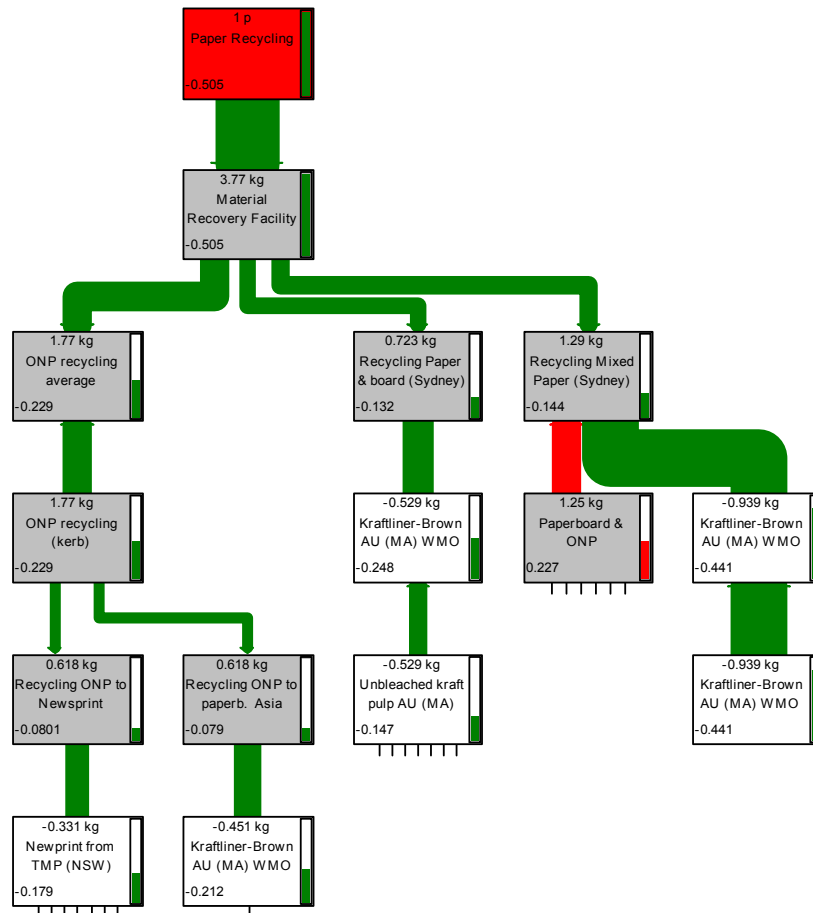 1 p
Paper Recycling
-0.505
3.77 kg
Material
Recovery Facility
-0.505
1.77 kg
ONP recycling
average
-0.229
0.723 kg
Recycling Paper
& board (Sydney)
-0.132
1.29 kg
Recycling Mixed
Paper (Sydney)
-0.144
1.77 kg
ONP recycling
(kerb)
-0.229
-0.529 kg
Kraftliner-Brown
AU (MA) WMO
-0.248
1.25 kg
Paperboard &
ONP
0.227
-0.939 kg
Kraftliner-Brown
AU (MA) WMO
-0.441
0.618 kg
Recycling ONP to
Newsprint
-0.0801
0.618 kg
Recycling ONP to
paperb. Asia
-0.079
-0.529 kg
Unbleached kraft
pulp AU (MA)
-0.147
-0.939 kg
Kraftliner-Brown
AU (MA) WMO
-0.441
-0.331 kg
Newprint from
TMP (NSW)
-0.179
-0.451 kg
Kraftliner-Brown
AU (MA) WMO
-0.212